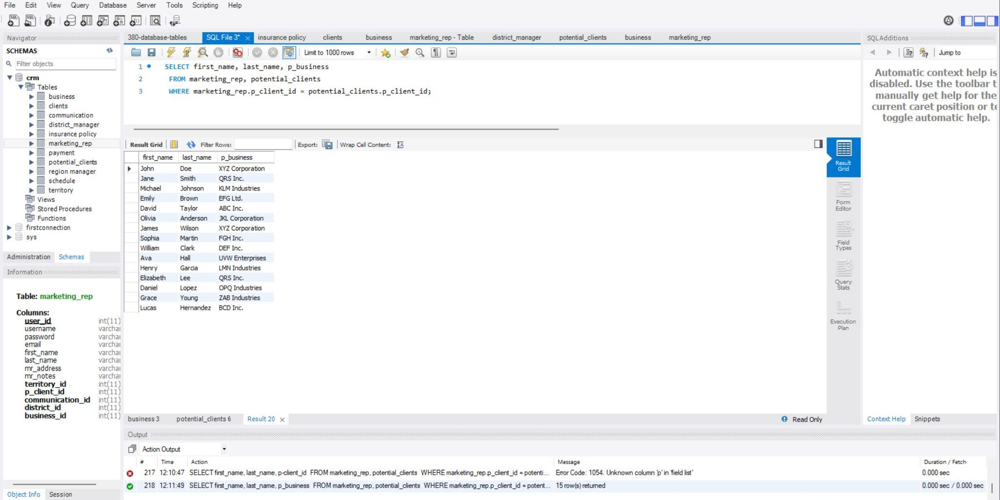 File Edit View Query Database Server Tools Scripting Help
Navigator
SCHEMAS
Filter objects
crm
Tables
business
clients
communication
district_manager
insurance policy
marketing_rep
payment
potential_clients
region manager
schedule
territory
Views
Stored Procedures
Functions
firstconnection
sys
Administration Schemas
Information
Table: marketing_rep
Columns:
user_id int(11)
username varchar
password varchar
email varchar
first_name varchar
last_name varchar
mr_address varchar
mr_notes varchar
territory_id int(11)
p_client_id int(11)
communication_id int(11)
district_id int(11)
business_id int(11)
Object Info Session
380-database-tables SQL File 3* insurance policy clients business marketing_rep - Table district_manager potential_clients business marketing_rep
Limit to 1000 rows
1 SELECT first_name, last_name, p_business
2 FROM marketing_rep, potential_clients
3 WHERE marketing_rep.p_client_id = potential_clients.p_client_id;
Result Grid Filter Rows: Export: Wrap Cell Content:
first_name last_name p_business
John Doe XYZ Corporation
Jane Smith QRS Inc.
Michael Johnson KLM Industries
Emily Brown EFG Ltd.
David Taylor ABC Inc.
Olivia Anderson JKL Corporation
James Wilson XYZ Corporation
Sophia Martin FGH Inc.
William Clark DEF Inc.
Ava Hall UVW Enterprises
Henry Garcia LMN Industries
Elizabeth Lee QRS Inc.
Daniel Lopez OPQ Industries
Grace Young ZAB Industries
Lucas Hernandez BCD Inc.
Result
Grid
Form
Editor
Field
Types
Query
Stats
Execution
Plan
business 3 potential_clients 6 Result 20 Read Only
Output
Action Output
# Time Action Message Duration / Fetch
217 12:10:47 SELECT first_name, last_name, p-client_id FROM marketing_rep, potential_clients WHERE marketing_rep.p_client_id = potenti... Error Code: 1054. Unknown column 'p' in 'field list' 0.000 sec
218 12:11:49 SELECT first_name, last_name, p_business FROM marketing_rep, potential_clients WHERE marketing_rep.p_client_id = potent... 15 row(s) returned 0.000 sec / 0.000 sec
SQLAdditions
Jump to
Automatic context help is
disabled. Use the toolbar t
manually get help for the
current caret position or to
toggle automatic help.
Context Help Snippets